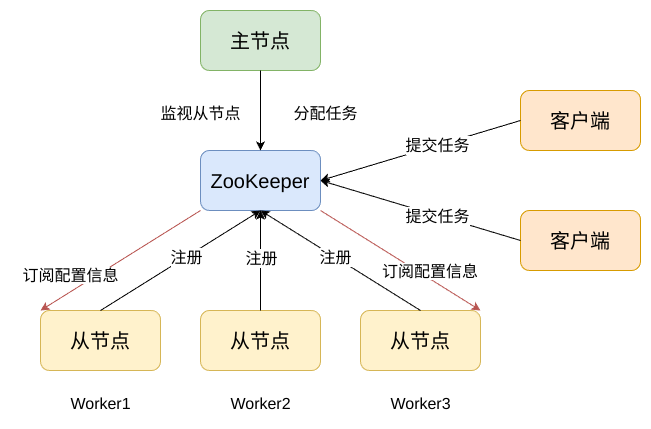 主节点
监视从节点
分配任务
客户端
提交任务
ZooKeeper
提交任务
客户端
注册
注册
注册
订阅配置信息
订阅配置信息
从节点
从节点
从节点
Worker1
Worker2
Worker3